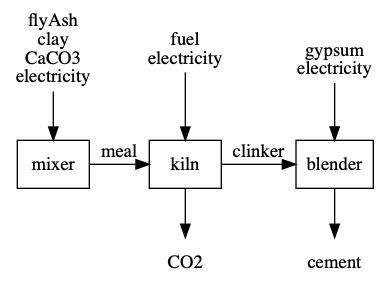 flyAsh
clay
CaCO3
electricity
fuel
electricity
gypsum
electricity
mixer
meal
kiln
clinker
blender
CO2
cement